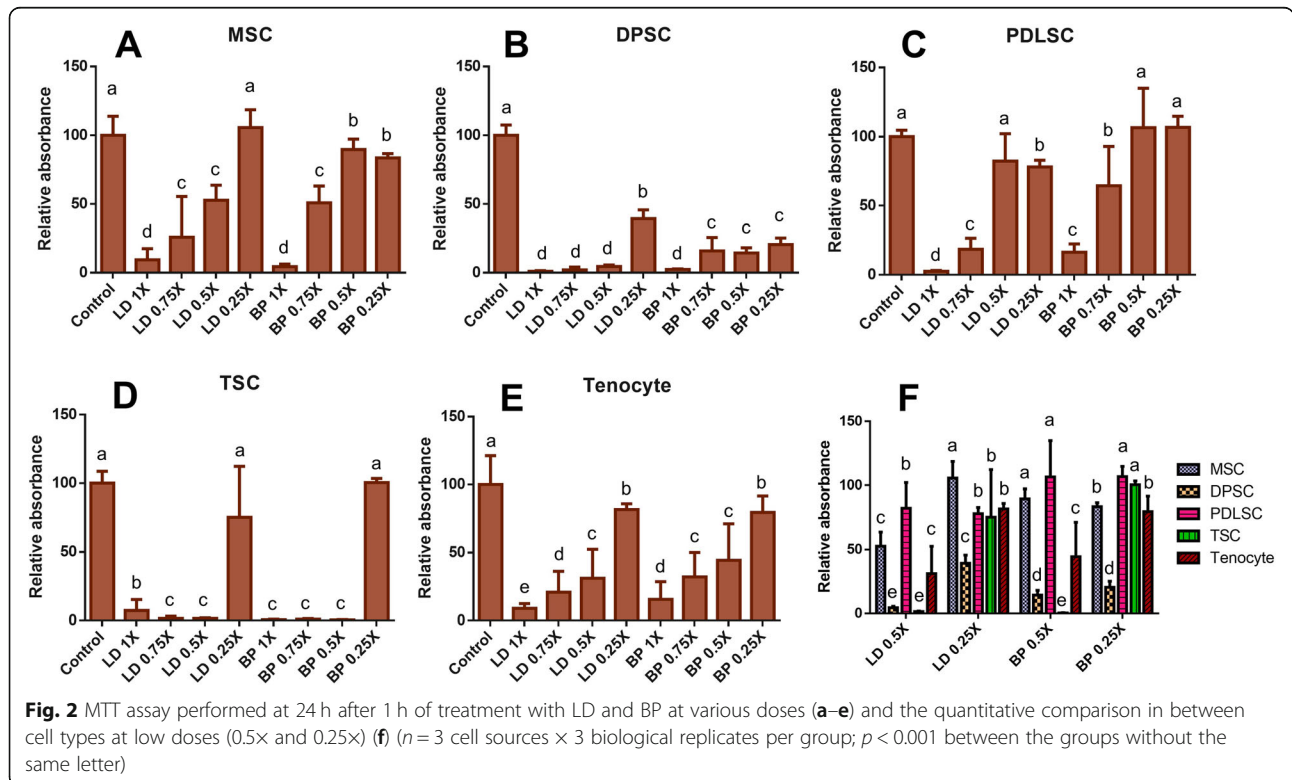 A
MSC
Relative absorbance
150
100
50
0
a
d
c
c
a
d
c
b
b
Control
LD 1X
LD 0.75X
LD 0.5X
LD 0.25X
BP 1X
BP 0.75X
BP 0.5X
BP 0.25X
B
DPSC
Relative absorbance
150
100
50
0
a
d
d
d
b
d
c
c
c
Control
LD 1X
LD 0.75X
LD 0.5X
LD 0.25X
BP 1X
BP 0.75X
BP 0.5X
BP 0.25X
C
PDLSC
Relative absorbance
150
100
50
0
a
d
c
a
b
c
b
a
a
Control
LD 1X
LD 0.75X
LD 0.5X
LD 0.25X
BP 1X
BP 0.75X
BP 0.5X
BP 0.25X
D
TSC
Relative absorbance
150
100
50
0
a
b
c
c
a
c
c
c
a
Control
LD 1X
LD 0.75X
LD 0.5X
LD 0.25X
BP 1X
BP 0.75X
BP 0.5X
BP 0.25X
E
Tenocyte
Relative absorbance
150
100
50
0
a
e
d
c
b
d
c
c
b
Control
LD 1X
LD 0.75X
LD 0.5X
LD 0.25X
BP 1X
BP 0.75X
BP 0.5X
BP 0.25X
F
Relative absorbance
150
100
50
0
c
e
b
e
c
a
c
b
b
b
a
d
a
e
c
b
d
a
a
b
LD 0.5X
LD 0.25X
BP 0.5X
BP 0.25X
MSC
DPSC
PDLSC
TSC
Tenocyte
Fig. 2 MTT assay performed at 24 h after 1 h of treatment with LD and BP at various doses (a–e) and the quantitative comparison in between
cell types at low doses (0.5× and 0.25×) (f) (n = 3 cell sources × 3 biological replicates per group; p < 0.001 between the groups without the
same letter)